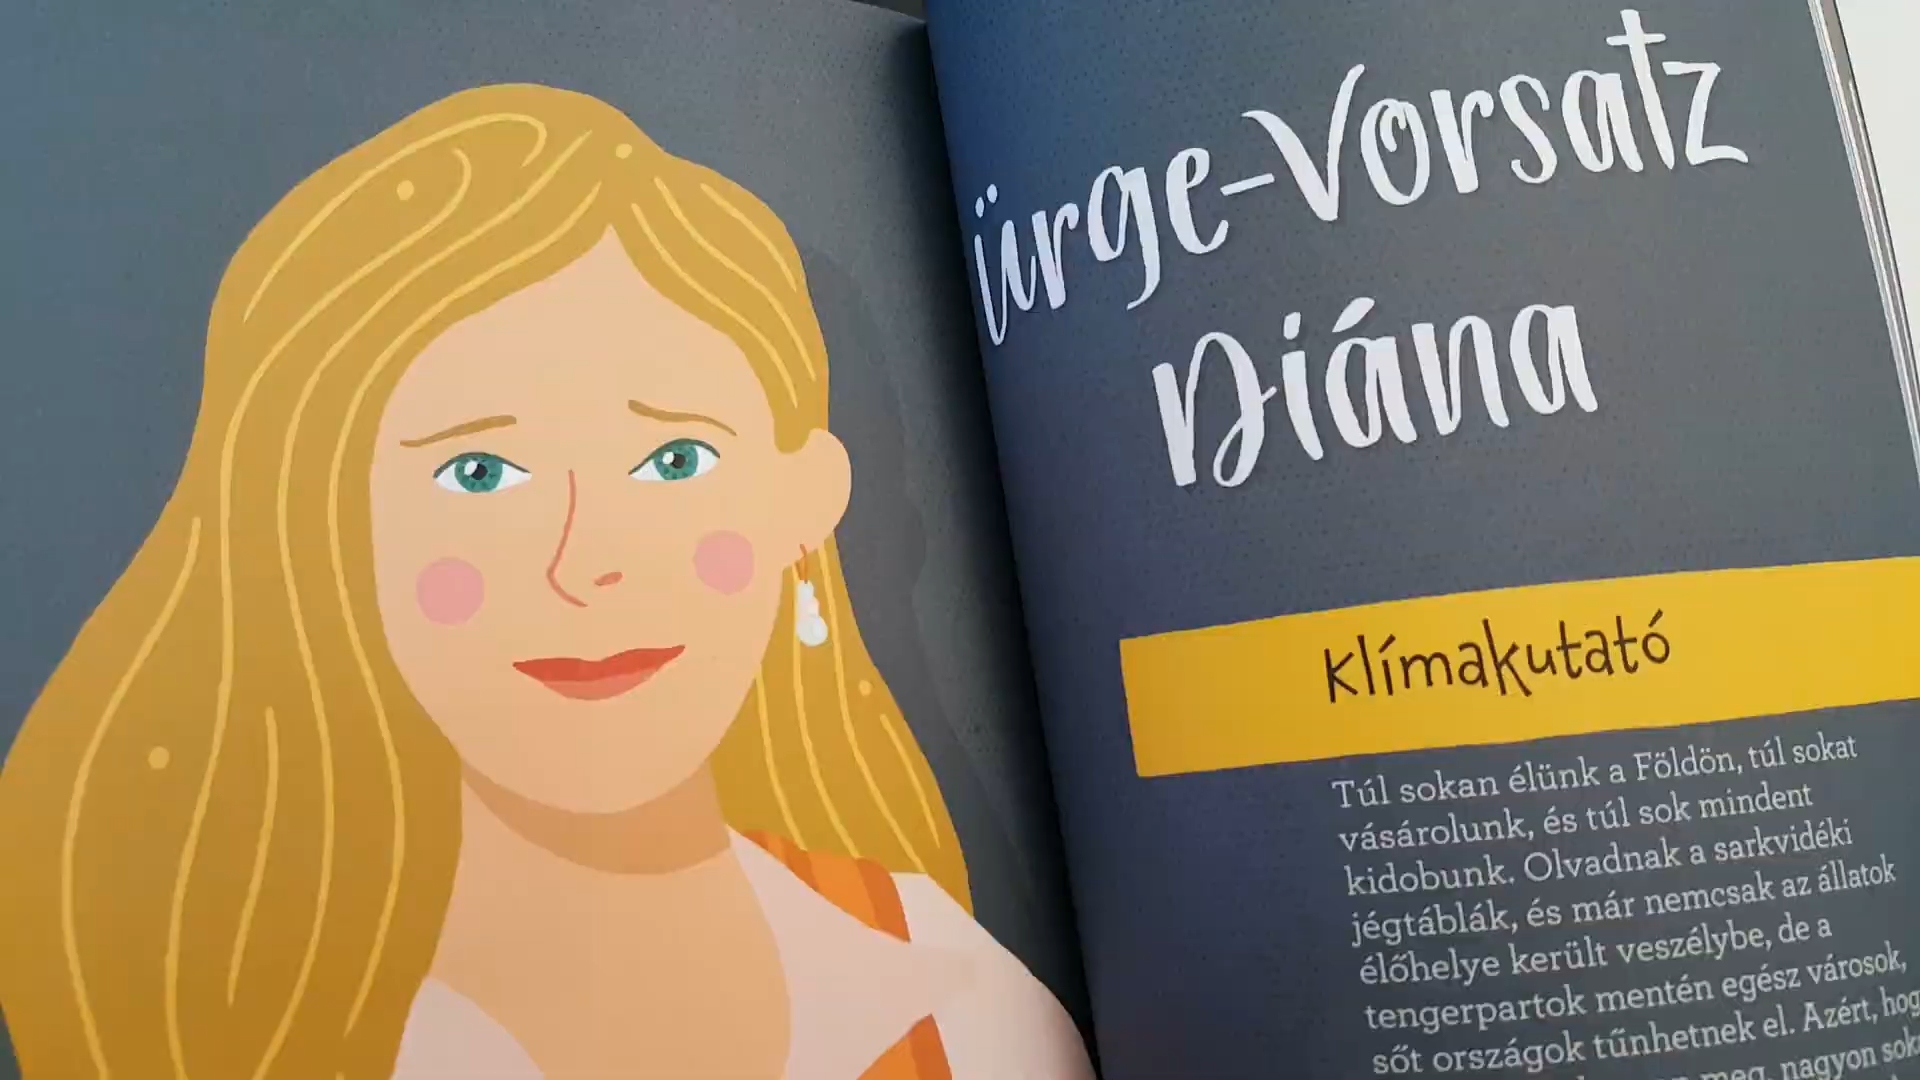 Ürge-Vorsatz
Diána
Klímakutató
Túl sokan élünk a Földön, túl sokat
vásárolunk, és túl sok mindent
kidobunk. Olvadnak a sarkvidéki
jégtáblák, és már nemcsak az állatok
élőhelye került veszélybe, de a
tengerpartok mentén egész városok,
sőt országok tűnhetnek el. Azért, hog
meg, nagyon